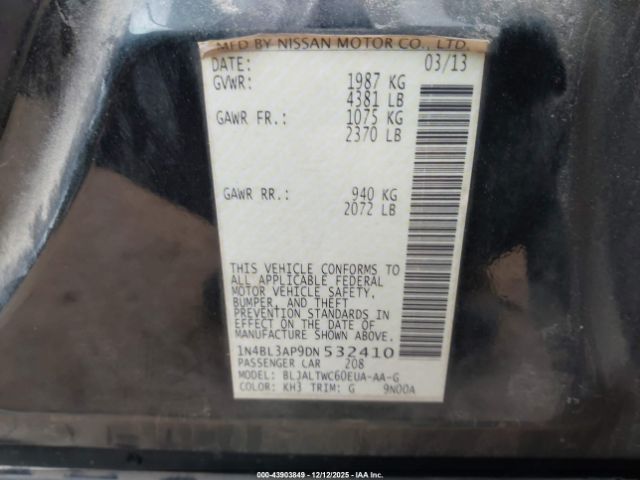 MFD BY NISSAN MOTOR CO., LTD.
DATE: 03/13
GVWR: 1987 KG
4381 LB
GAWR FR.: 1075 KG
2370 LB
GAWR RR.: 940 KG
2072 LB
THIS VEHICLE CONFORMS TO
ALL APPLICABLE FEDERAL
MOTOR VEHICLE SAFETY,
BUMPER, AND THEFT
PREVENTION STANDARDS IN
EFFECT ON THE DATE OF
MANUFACTURE SHOWN ABOVE.
1N4BL3AP9DN 532410
PASSENGER CAR 208
MODEL: BLJALTWC60EUA-AA-G
COLOR: KH3 TRIM: G 9N00A
000-43903849 - 12/12/2025 - IAA, Inc.